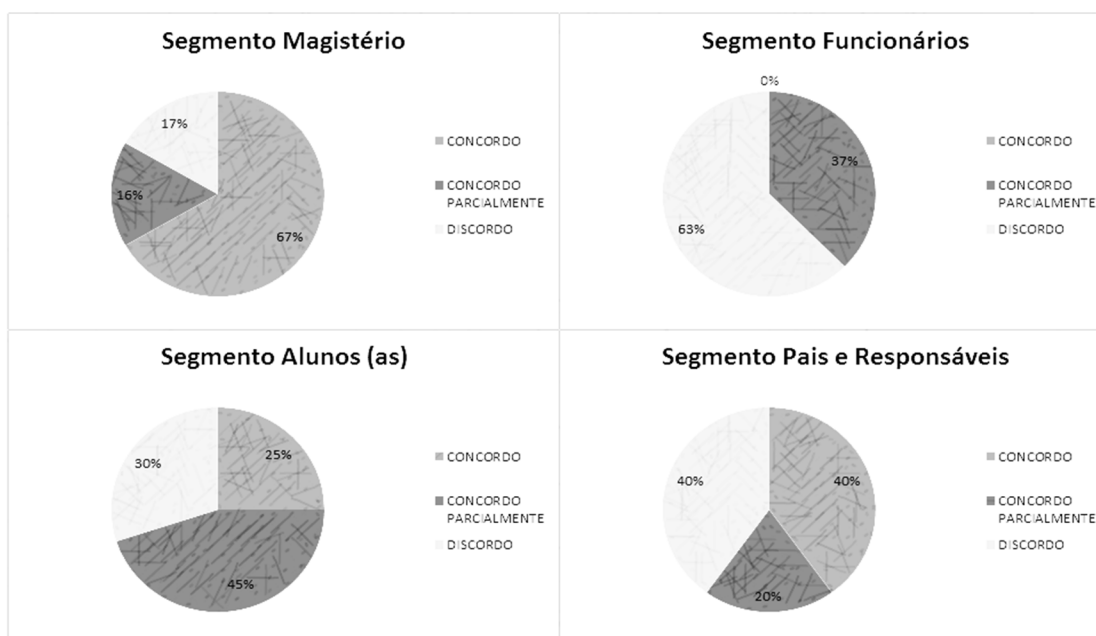 Segmento Magistério
17%
16%
67%
CONCORDO
CONCORDO
PARCIALMENTE
DISCORDO
Segmento Funcionários
0%
37%
63%
CONCORDO
CONCORDO
PARCIALMENTE
DISCORDO
Segmento Alunos (as)
30%
25%
45%
CONCORDO
CONCORDO
PARCIALMENTE
DISCORDO
Segmento Pais e Responsáveis
40%
40%
20%
CONCORDO
CONCORDO
PARCIALMENTE
DISCORDO